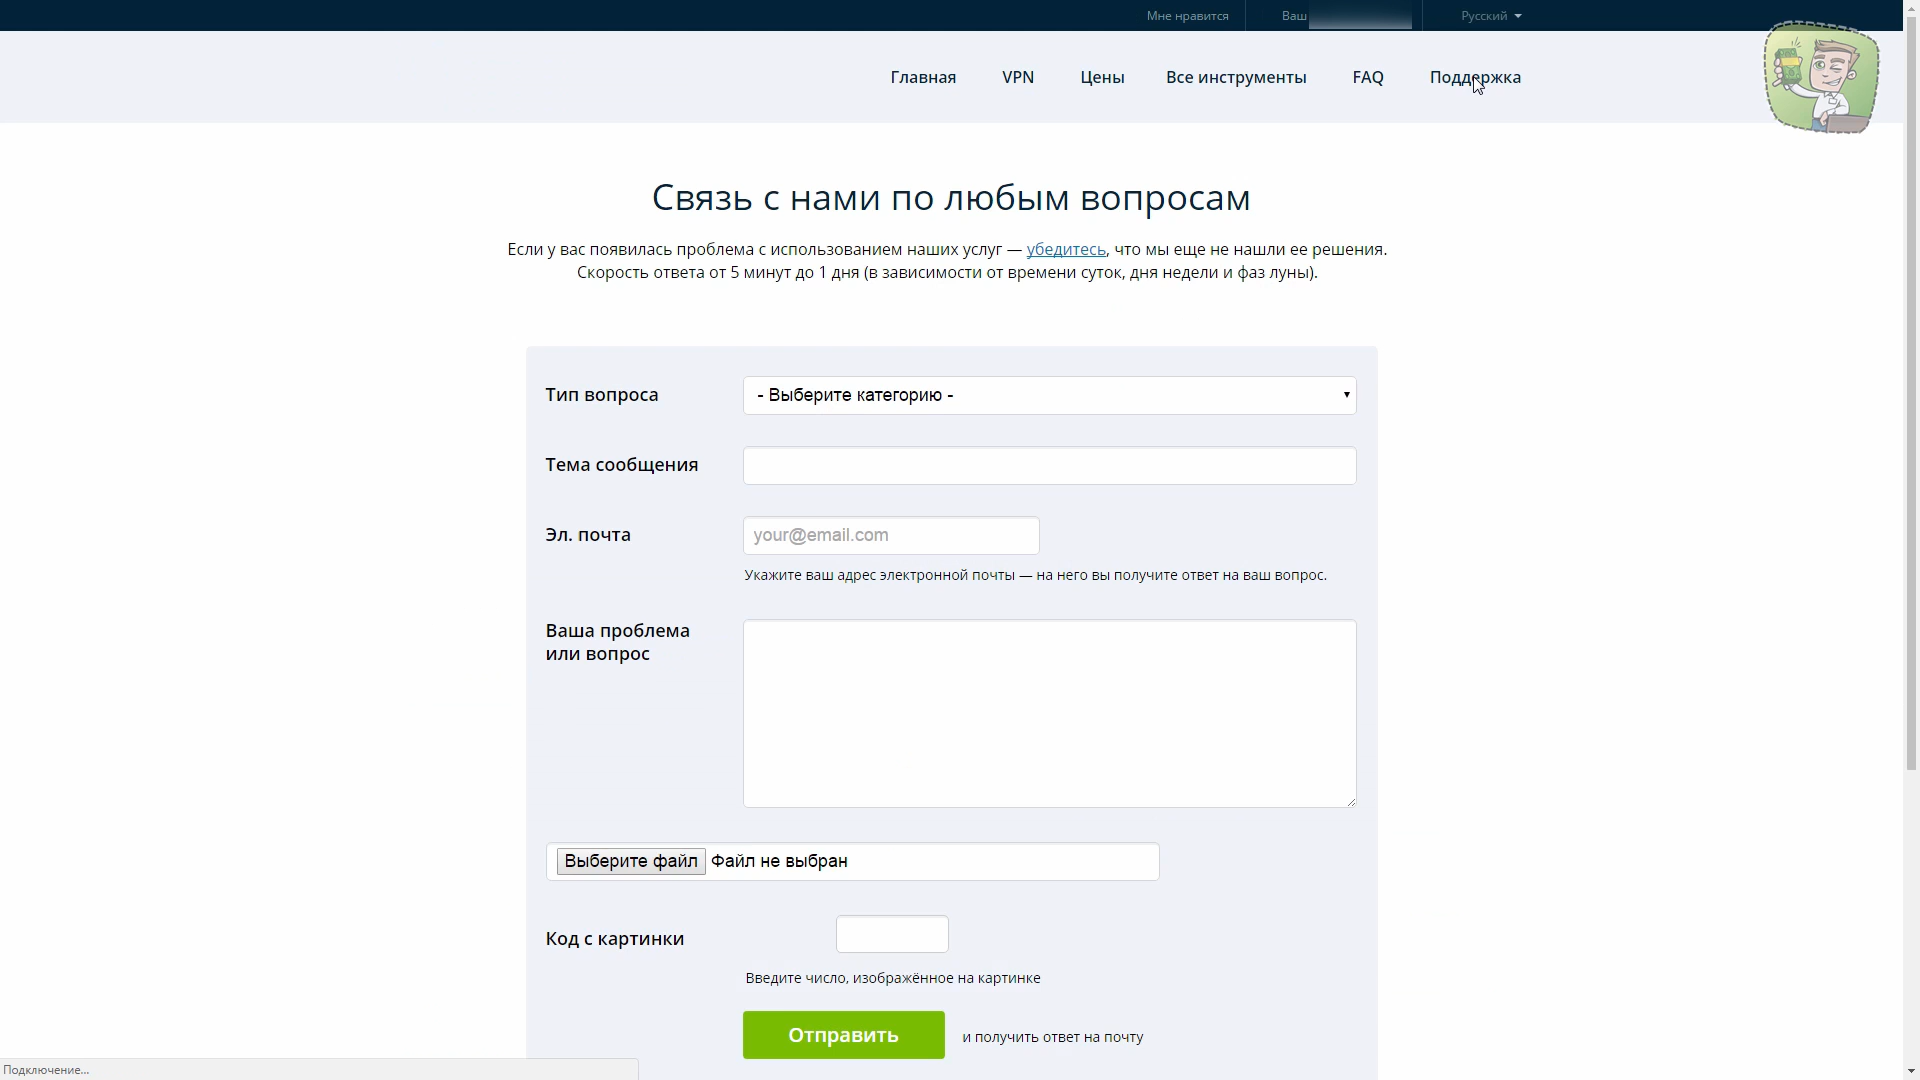 Мне нравится
Ваш
Русский
Главная
VPN
Цены
Все инструменты
FAQ
Поддержка
Связь с нами по любым вопросам
Если у вас появилась проблема с использованием наших услуг — убедитесь, что мы еще не нашли ее решения.
Скорость ответа от 5 минут до 1 дня (в зависимости от времени суток, дня недели и фаз луны).
Тип вопроса
- Выберите категорию -
Тема сообщения
Эл. почта
your@email.com
Укажите ваш адрес электронной почты — на него вы получите ответ на ваш вопрос.
Ваша проблема
или вопрос
Выберите файл Файл не выбран
Код с картинки
Введите число, изображённое на картинке
Отправить
и получить ответ на почту
Подключение...